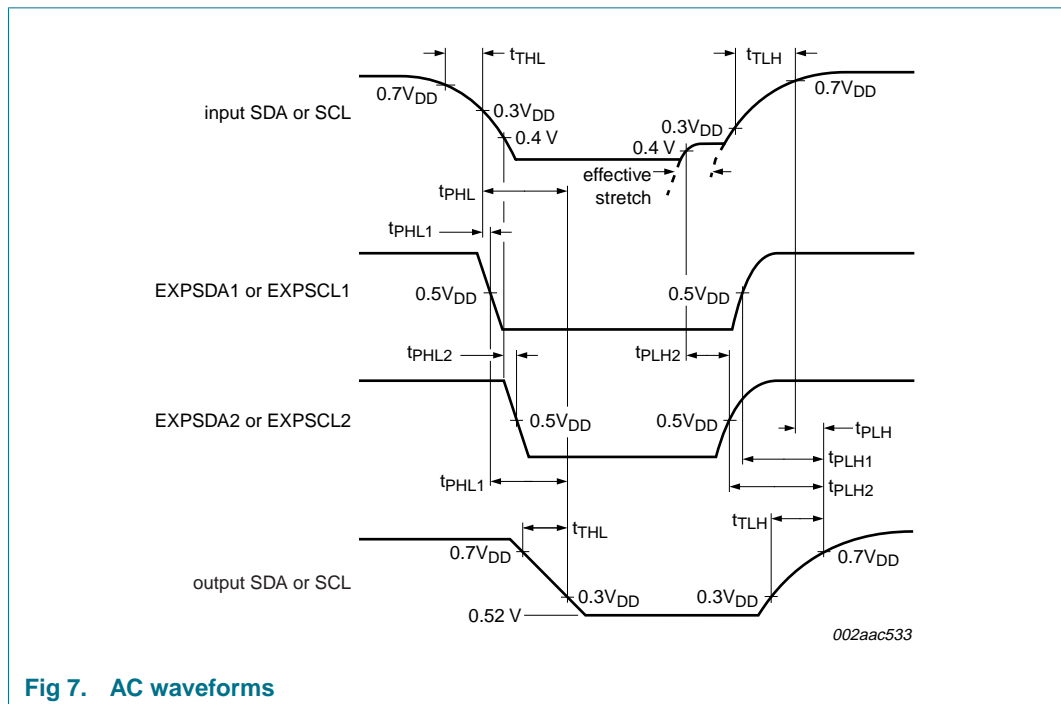 tTHL
tTLH
0.7VDD
0.7VDD
input SDA or SCL
0.3VDD
0.3VDD
0.4 V
0.4 V
effective
stretch
tPHL
tPHL1
EXPSDA1 or EXPSCL1
0.5VDD
0.5VDD
tPHL2
tPLH2
EXPSDA2 or EXPSCL2
0.5VDD
0.5VDD
tPLH
tPLH1
tPHL1
tPLH2
tTHL
tTLH
0.7VDD
0.7VDD
output SDA or SCL
0.3VDD
0.3VDD
0.52 V
002aac533
Fig 7. AC waveforms